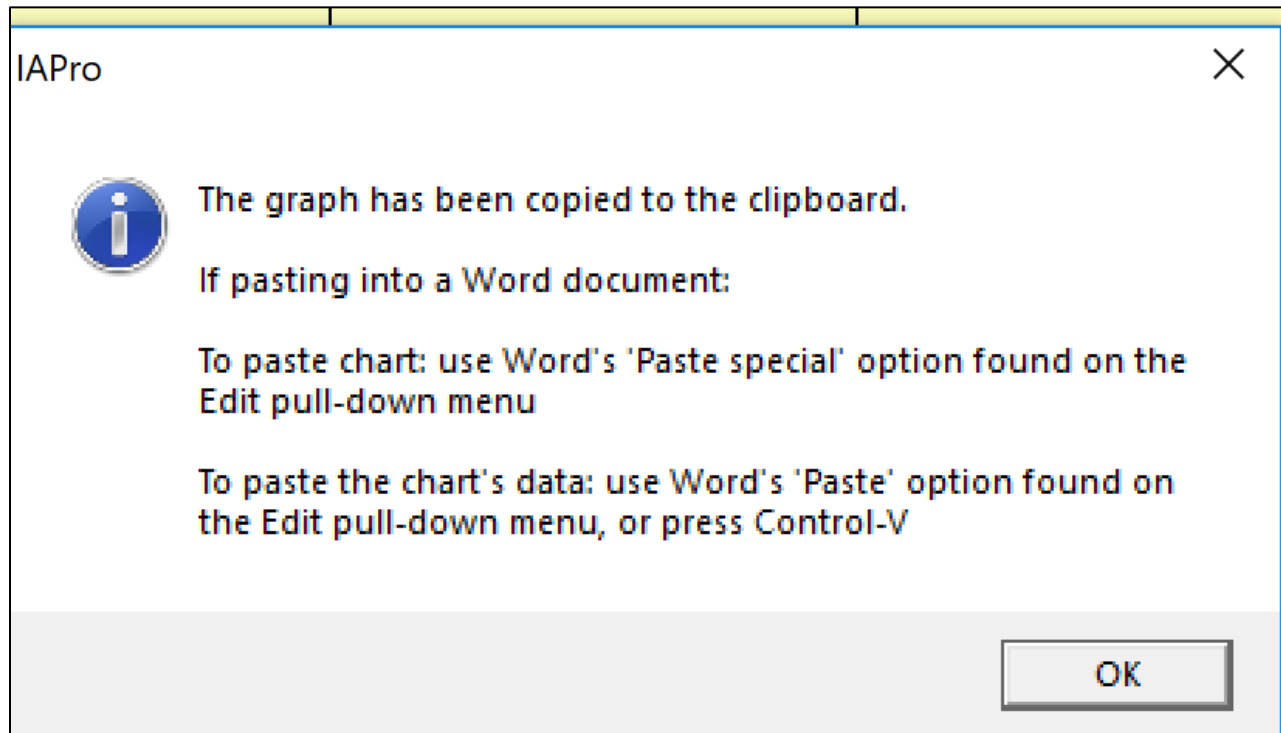 IAPro
The graph has been copied to the clipboard.
If pasting into a Word document:
To paste chart: use Word's 'Paste special' option found on the
Edit pull-down menu
To paste the chart's data: use Word's 'Paste' option found on
the Edit pull-down menu, or press Control-V
OK